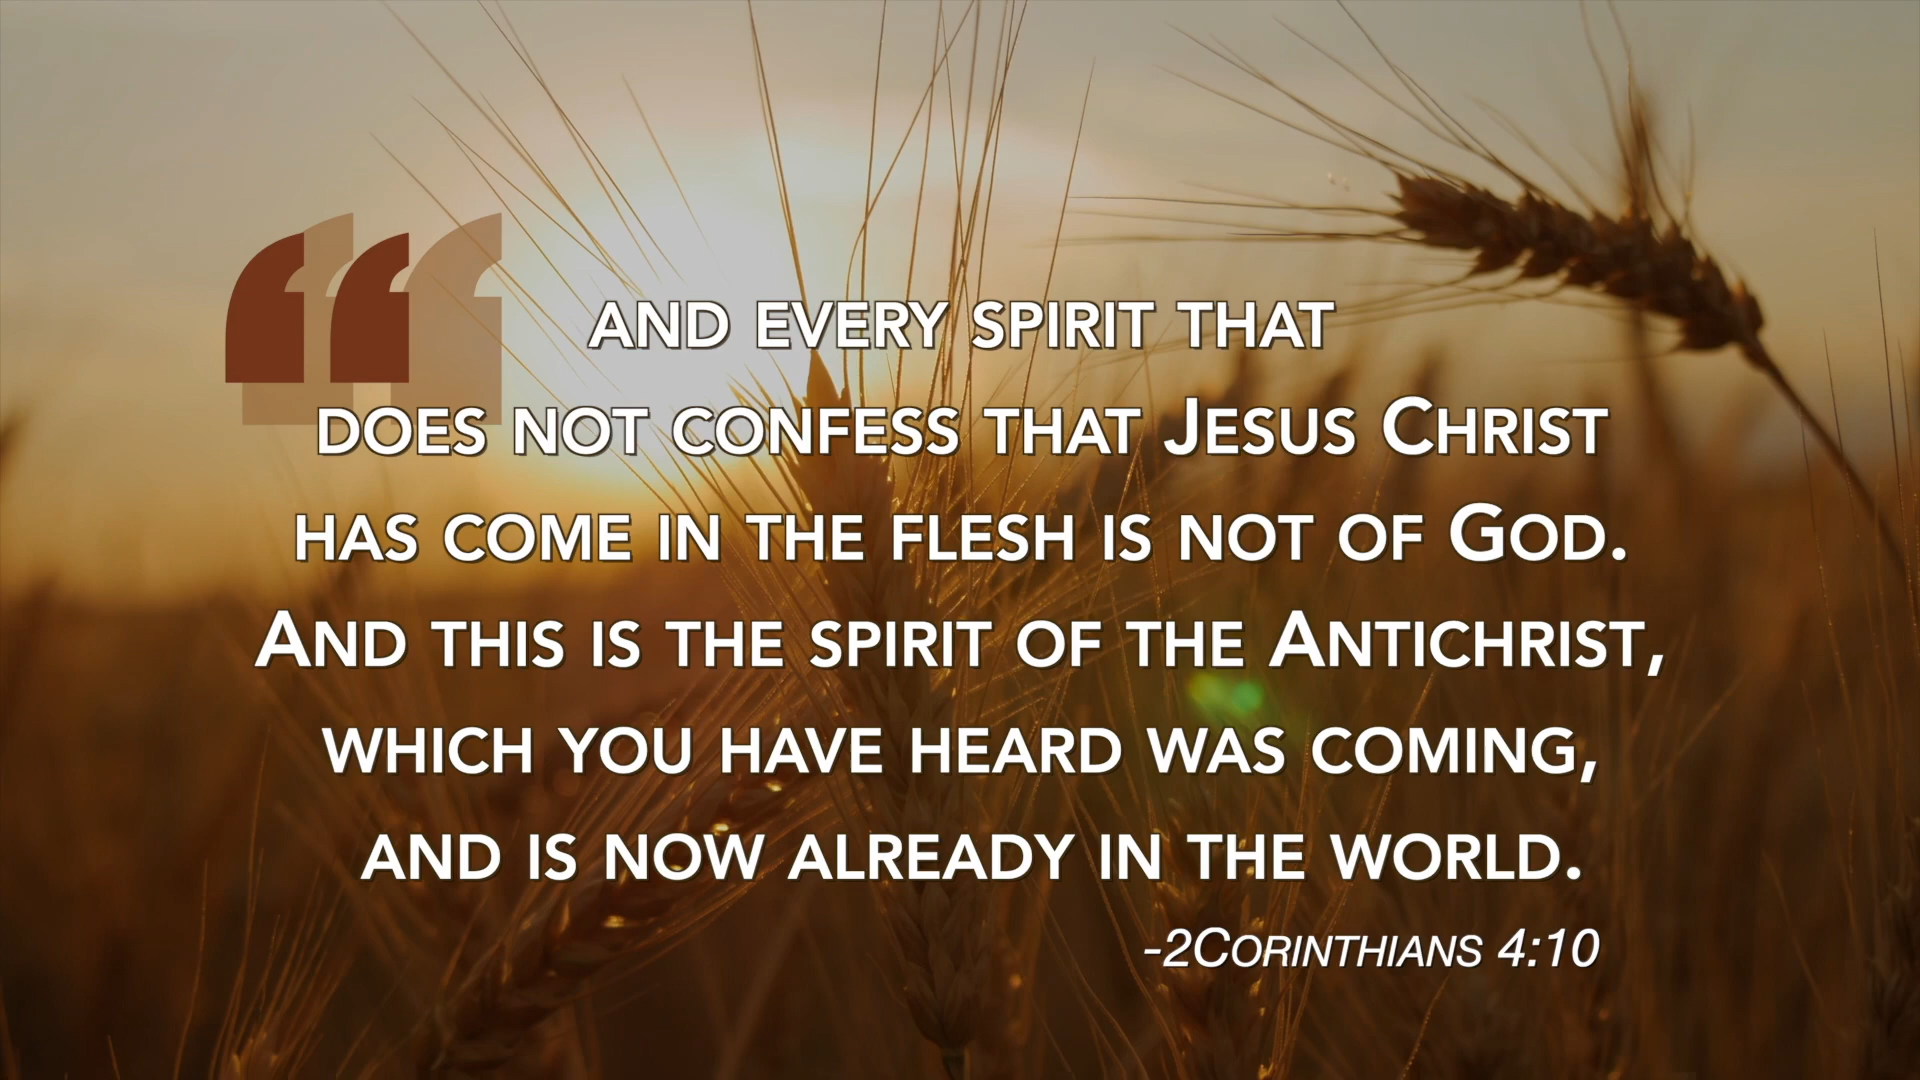 “
and every spirit that
does not confess that Jesus Christ
has come in the flesh is not of God.
And this is the spirit of the Antichrist,
which you have heard was coming,
and is now already in the world.
-2Corinthians 4:10